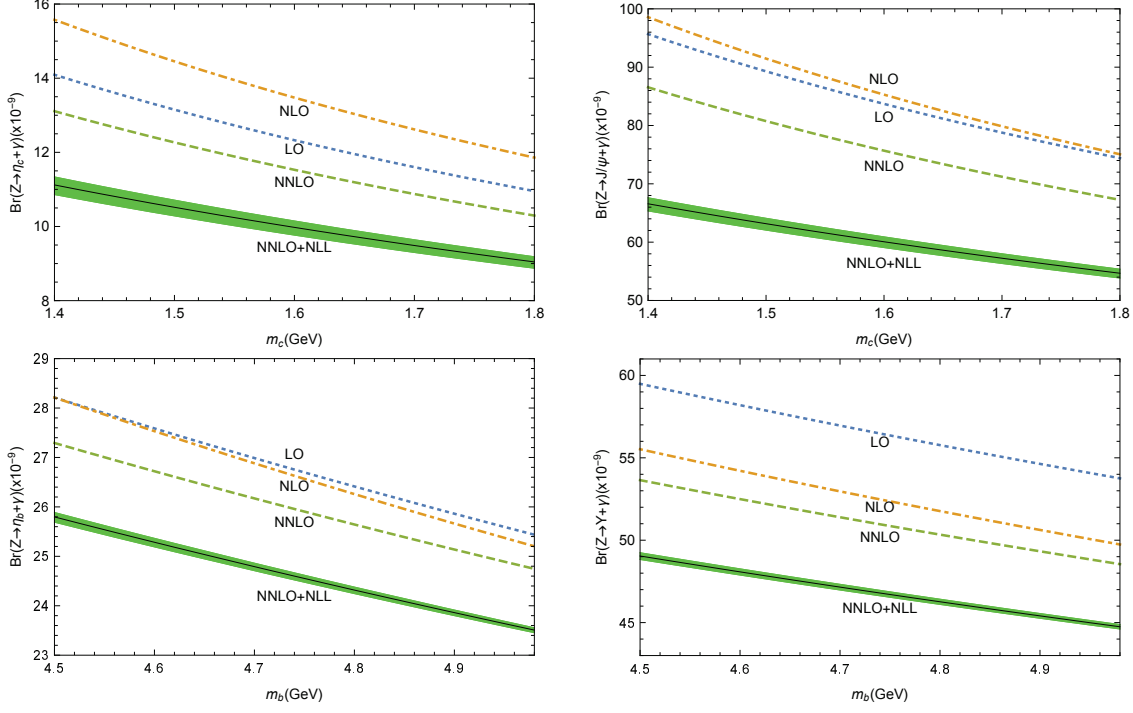 Br(Z→η_c+γ)(x10⁻⁹)
16
14
12
10
8
NLO
LO
NNLO
NNLO+NLL
1.4 1.5 1.6 1.7 1.8
m_c(GeV)
Br(Z→J/ψ+γ)(x10⁻⁹)
100
90
80
70
60
50
NLO
LO
NNLO
NNLO+NLL
1.4 1.5 1.6 1.7 1.8
m_c(GeV)
Br(Z→η_b+γ)(x10⁻⁹)
29
28
27
26
25
24
23
LO
NLO
NNLO
NNLO+NLL
4.5 4.6 4.7 4.8 4.9
m_b(GeV)
Br(Z→Υ+γ)(x10⁻⁹)
60
55
50
45
LO
NLO
NNLO
NNLO+NLL
4.5 4.6 4.7 4.8 4.9
m_b(GeV)